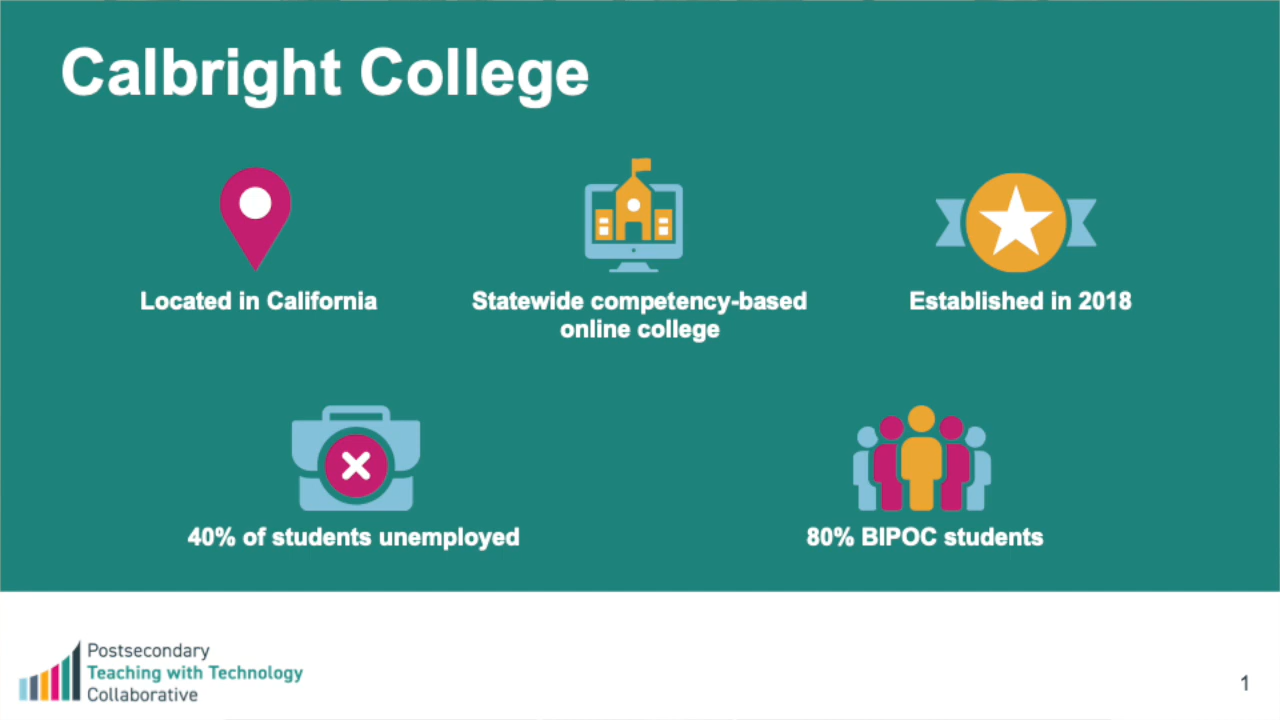 Calbright College
Located in California
Statewide competency-based
online college
Established in 2018
40% of students unemployed
80% BIPOC students
Postsecondary
Teaching with Technology
Collaborative
1